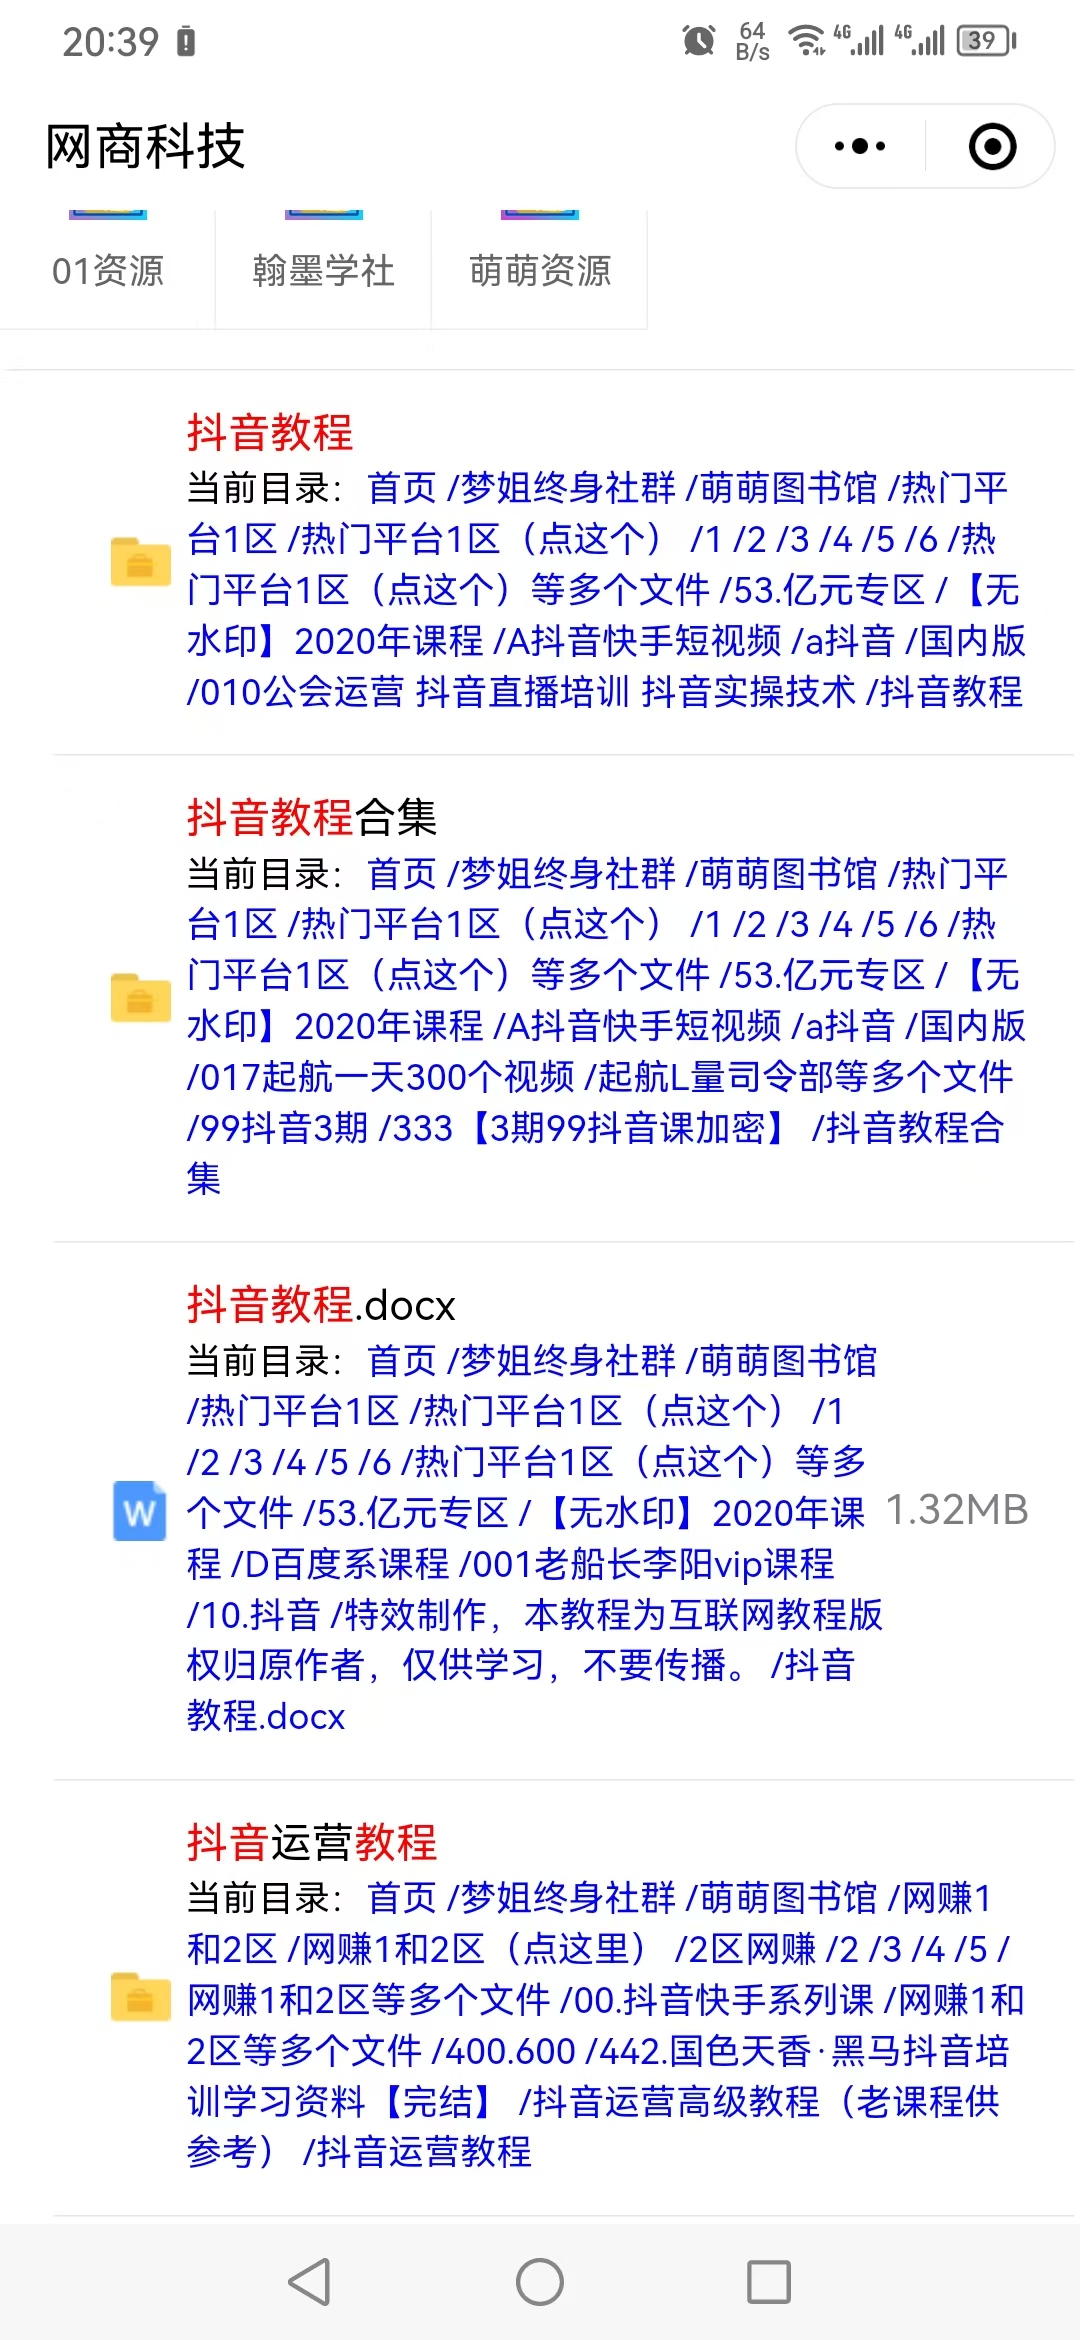 20:39
64
B/s
4G
4G
39
网商科技
01资源
翰墨学社
萌萌资源
抖音教程
当前目录：首页 /梦姐终身社群 /萌萌图书馆 /热门平
台1区 /热门平台1区（点这个） /1 /2 /3 /4 /5 /6 /热
门平台1区（点这个）等多个文件 /53.亿元专区 /【无
水印】2020年课程 /A抖音快手短视频 /a抖音 /国内版
/010公会运营 抖音直播培训 抖音实操技术 /抖音教程
抖音教程合集
当前目录：首页 /梦姐终身社群 /萌萌图书馆 /热门平
台1区 /热门平台1区（点这个） /1 /2 /3 /4 /5 /6 /热
门平台1区（点这个）等多个文件 /53.亿元专区 /【无
水印】2020年课程 /A抖音快手短视频 /a抖音 /国内版
/017起航一天300个视频 /起航L量司令部等多个文件
/99抖音3期 /333【3期99抖音课加密】 /抖音教程合
集
抖音教程.docx
当前目录：首页 /梦姐终身社群 /萌萌图书馆
/热门平台1区 /热门平台1区（点这个） /1
/2 /3 /4 /5 /6 /热门平台1区（点这个）等多
个文件 /53.亿元专区 /【无水印】2020年课
程 /D百度系课程 /001老船长李阳vip课程
/10.抖音 /特效制作，本教程为互联网教程版
权归原作者，仅供学习，不要传播。 /抖音
教程.docx
W
1.32MB
抖音运营教程
当前目录：首页 /梦姐终身社群 /萌萌图书馆 /网赚1
和2区 /网赚1和2区（点这里） /2区网赚 /2 /3 /4 /5 /
网赚1和2区等多个文件 /00.抖音快手系列课 /网赚1和
2区等多个文件 /400.600 /442.国色天香·黑马抖音培
训学习资料【完结】 /抖音运营高级教程（老课程供
参考） /抖音运营教程